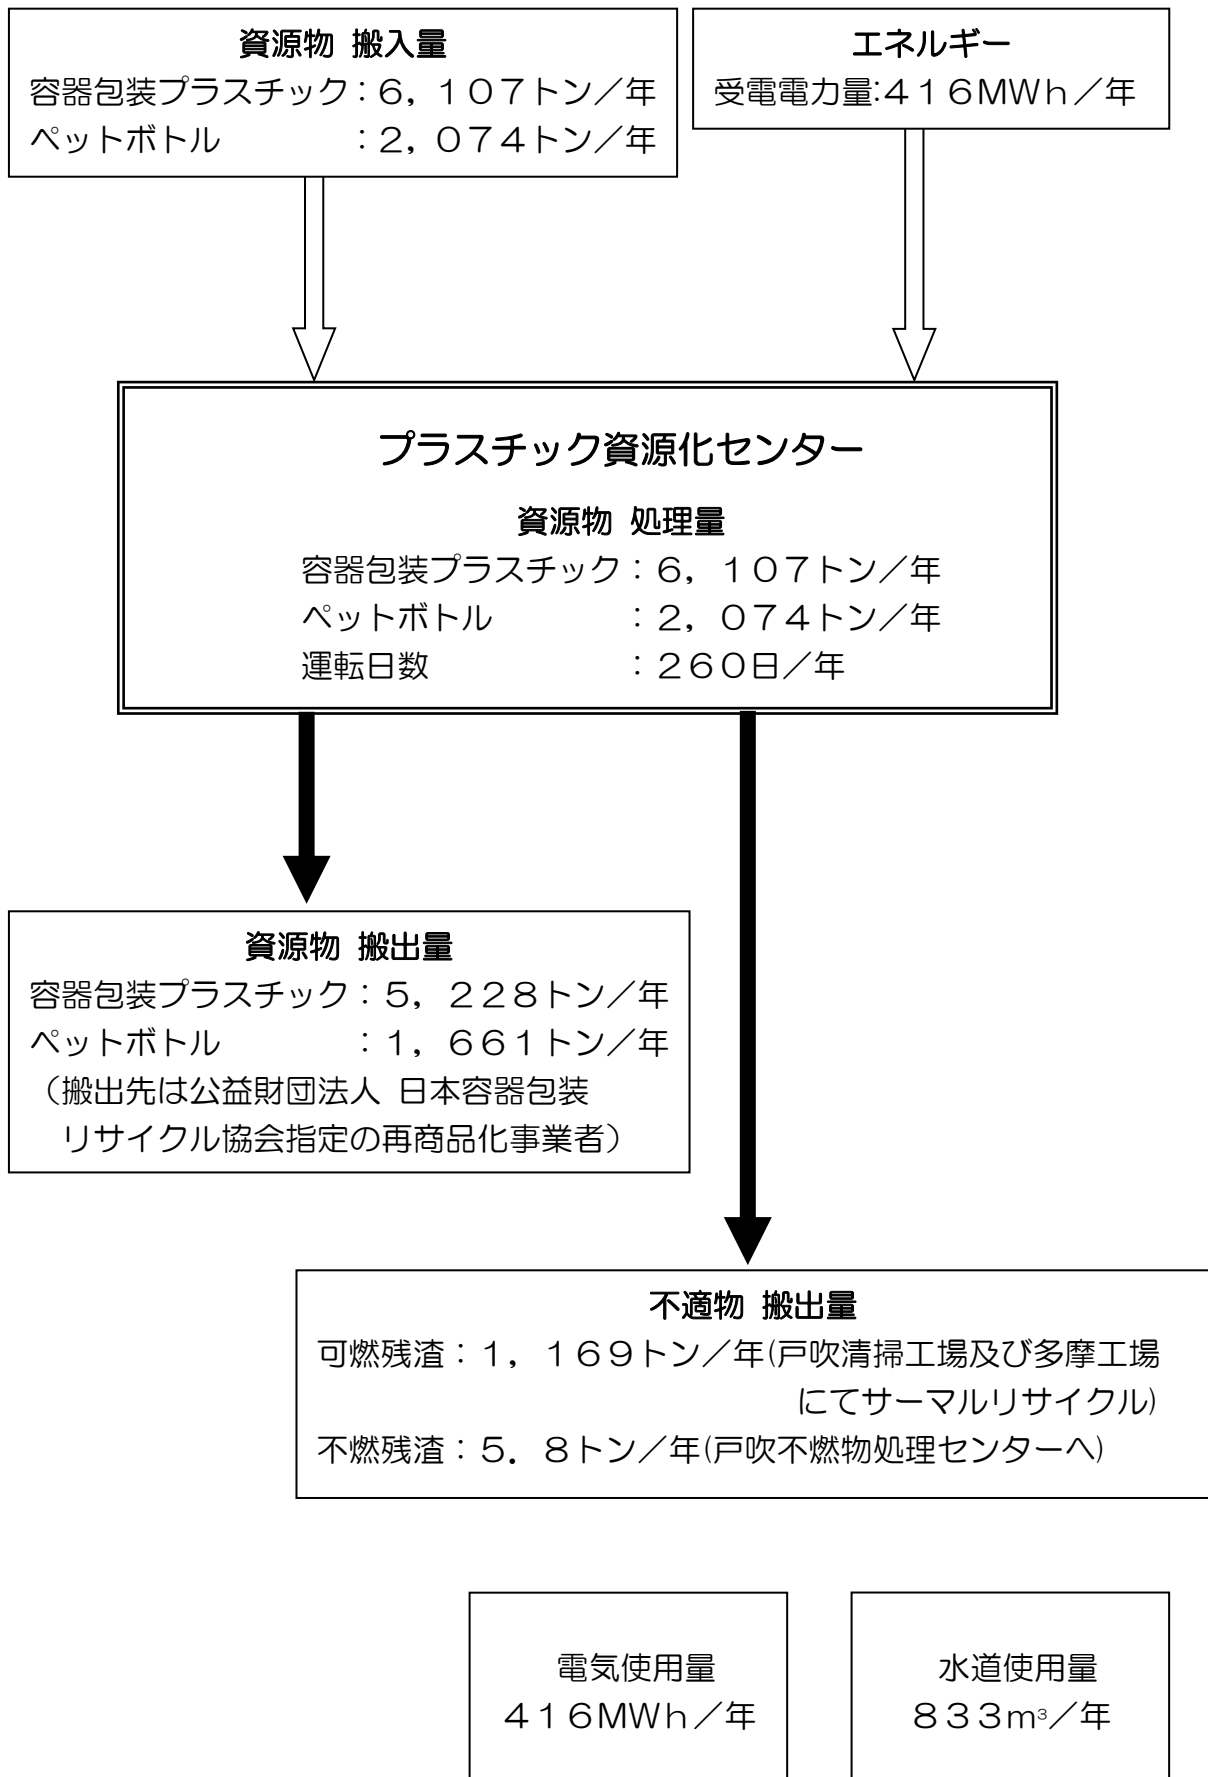 資源物 搬入量
容器包装プラスチック：６，１０７トン／年
ペットボトル　　　　：２，０７４トン／年
エネルギー
受電電力量:４１６MWｈ／年
プラスチック資源化センター
資源物 処理量
容器包装プラスチック：６，１０７トン／年
ペットボトル　　　　：２，０７４トン／年
運転日数　　　　　　：２６０日／年
資源物 搬出量
容器包装プラスチック：５，２２８トン／年
ペットボトル　　　　：１，６６１トン／年
（搬出先は公益財団法人 日本容器包装
リサイクル協会指定の再商品化事業者）
不適物 搬出量
可燃残渣：１，１６９トン／年(戸吹清掃工場及び多摩工場
にてサーマルリサイクル)
不燃残渣：５．８トン／年(戸吹不燃物処理センターへ)
電気使用量
４１６MWｈ／年
水道使用量
８３３ｍ³／年